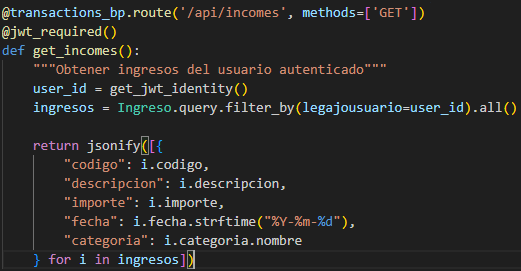 @transactions_bp.route('/api/incomes', methods=['GET'])
@jwt_required()
def get_incomes():
    """Obtener ingresos del usuario autenticado"""
    user_id = get_jwt_identity()
    ingresos = Ingreso.query.filter_by(legajousuario=user_id).all()

    return jsonify([{
        "codigo": i.codigo,
        "descripcion": i.descripcion,
        "importe": i.importe,
        "fecha": i.fecha.strftime("%Y-%m-%d"),
        "categoria": i.categoria.nombre
    } for i in ingresos])